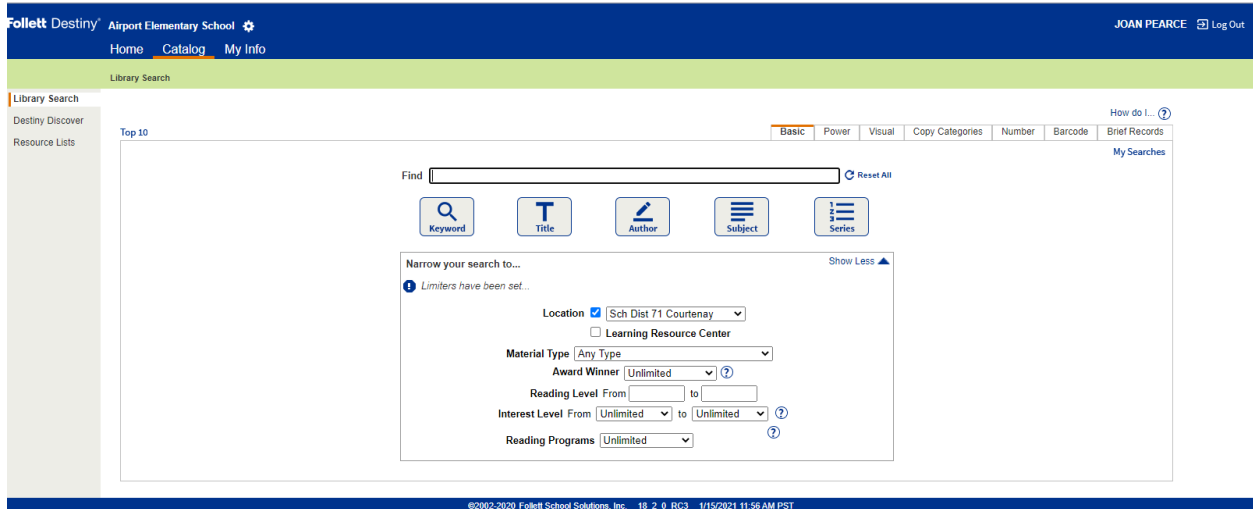 Follett Destiny® Airport Elementary School JOAN PEARCE Log Out
Home Catalog My Info
Library Search
Library Search
Destiny Discover
Resource Lists
How do I... ?
Top 10 Basic Power Visual Copy Categories Number Barcode Brief Records
My Searches
Find Reset All
Keyword Title Author Subject Series
Narrow your search to... Show Less
Limiters have been set...
Location Sch Dist 71 Courtenay
Learning Resource Center
Material Type Any Type
Award Winner Unlimited ?
Reading Level From to
Interest Level From Unlimited to Unlimited ?
Reading Programs Unlimited ?
©2002-2020 Follett School Solutions, Inc. 18_2_0_RC3 1/15/2021 11:56 AM PST